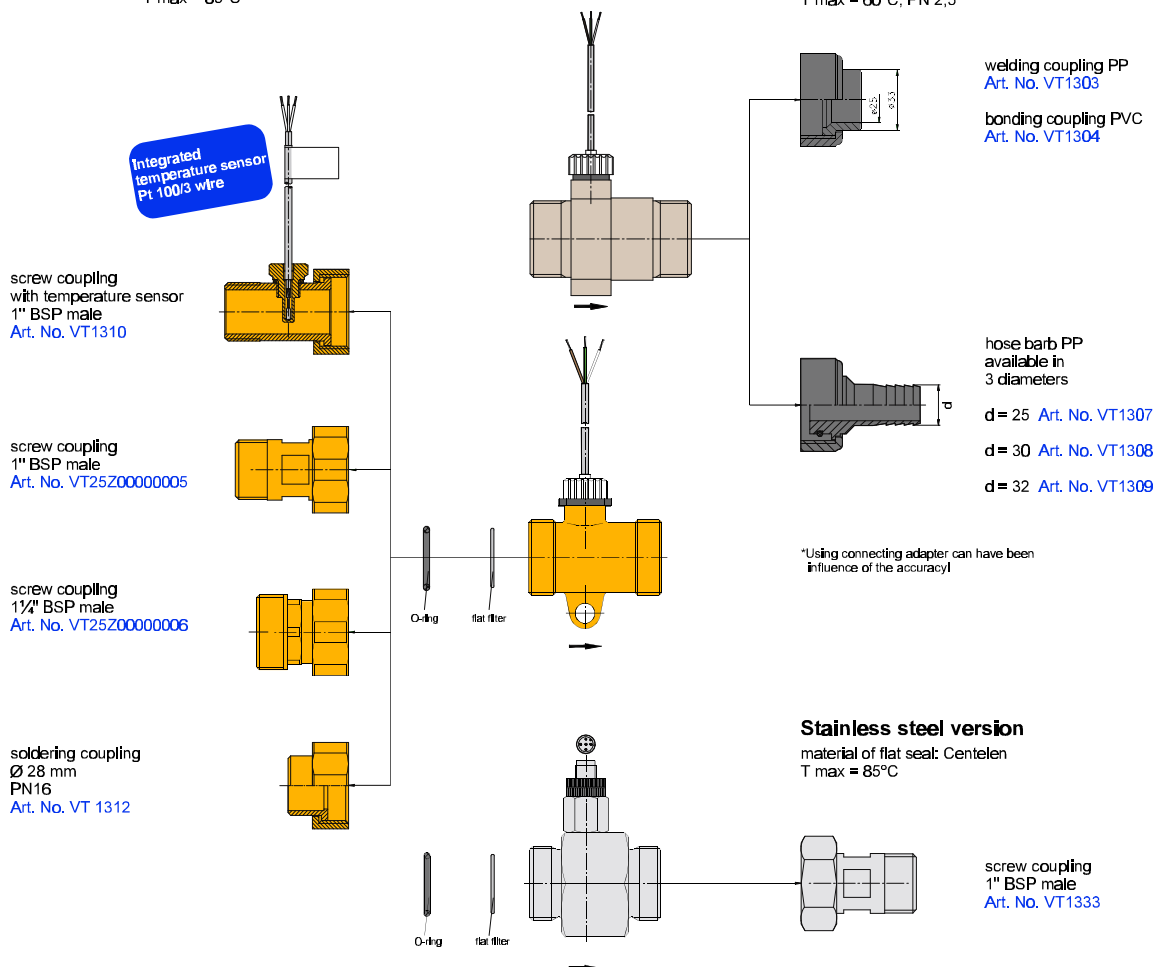 welding coupling PP
Art. No. VT1303
bonding coupling PVC
Art. No. VT1304
ø25
ø33
Integrated
temperature sensor
Pt 100/3 wire
screw coupling
with temperature sensor
1" BSP male
Art. No. VT1310
hose barb PP
available in
3 diameters
d
d = 25 Art. No. VT1307
d = 30 Art. No. VT1308
d = 32 Art. No. VT1309
screw coupling
1" BSP male
Art. No. VT25Z00000005
*Using connecting adapter can have been
influence of the accuracy!
screw coupling
1¼" BSP male
Art. No. VT25Z00000006
O-ring
flat filter
Stainless steel version
material of flat seal: Centelen
T max = 85°C
soldering coupling
Ø 28 mm
PN16
Art. No. VT 1312
screw coupling
1" BSP male
Art. No. VT1333
O-ring
flat filter